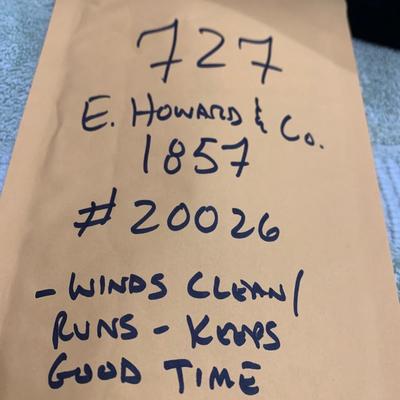 727
E. HOWARD & Co.
1857
#20026
- WINDS CLEAN/
RUNS - KEEPS
GOOD TIME